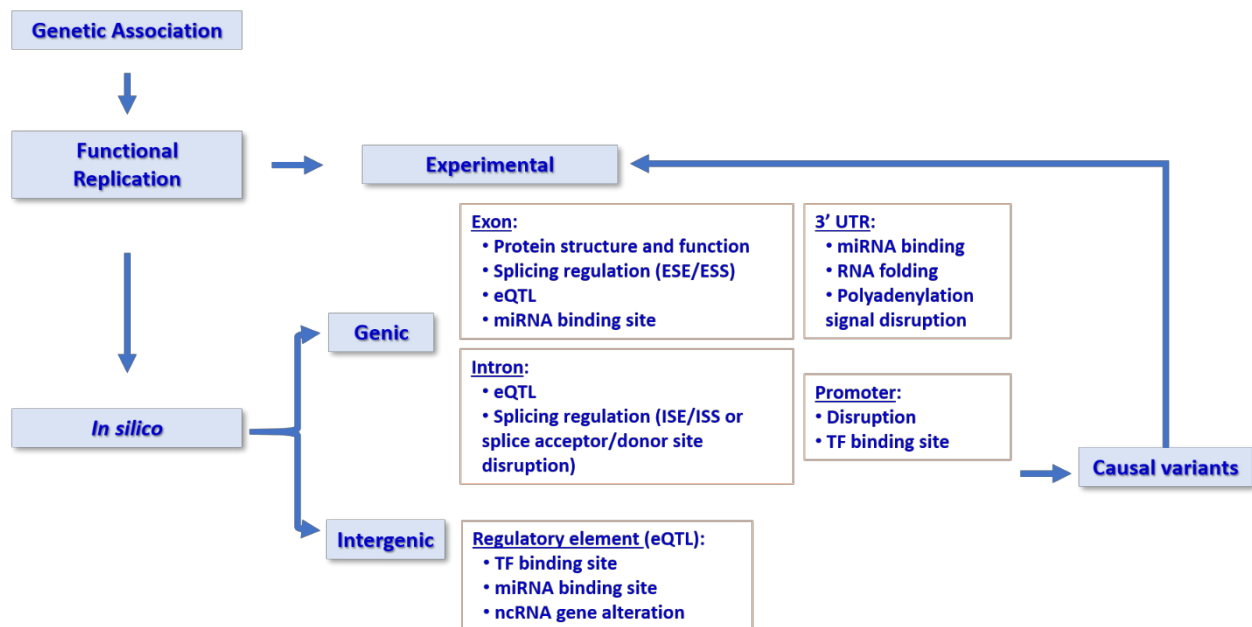 Genetic Association
Functional
Replication
Experimental
Exon:
• Protein structure and function
• Splicing regulation (ESE/ESS)
• eQTL
• miRNA binding site
3’ UTR:
• miRNA binding
• RNA folding
• Polyadenylation
signal disruption
Genic
Intron:
• eQTL
• Splicing regulation (ISE/ISS or
splice acceptor/donor site
disruption)
Promoter:
• Disruption
• TF binding site
In silico
Causal variants
Intergenic
Regulatory element (eQTL):
• TF binding site
• miRNA binding site
• ncRNA gene alteration